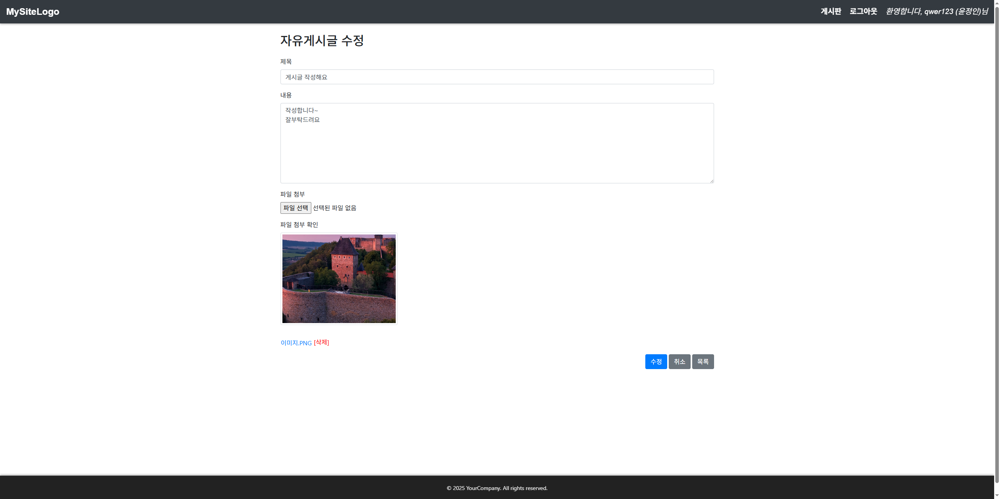 MySiteLogo
게시판 로그아웃 환영합니다, qwer123 (윤정인)님
자유게시글 수정
제목
게시글 작성해요
내용
작성합니다~
잘부탁드려요
파일 첨부
파일 선택 선택된 파일 없음
파일 첨부 확인
이미지.PNG [삭제]
수정 취소 목록
© 2025 YourCompany. All rights reserved.